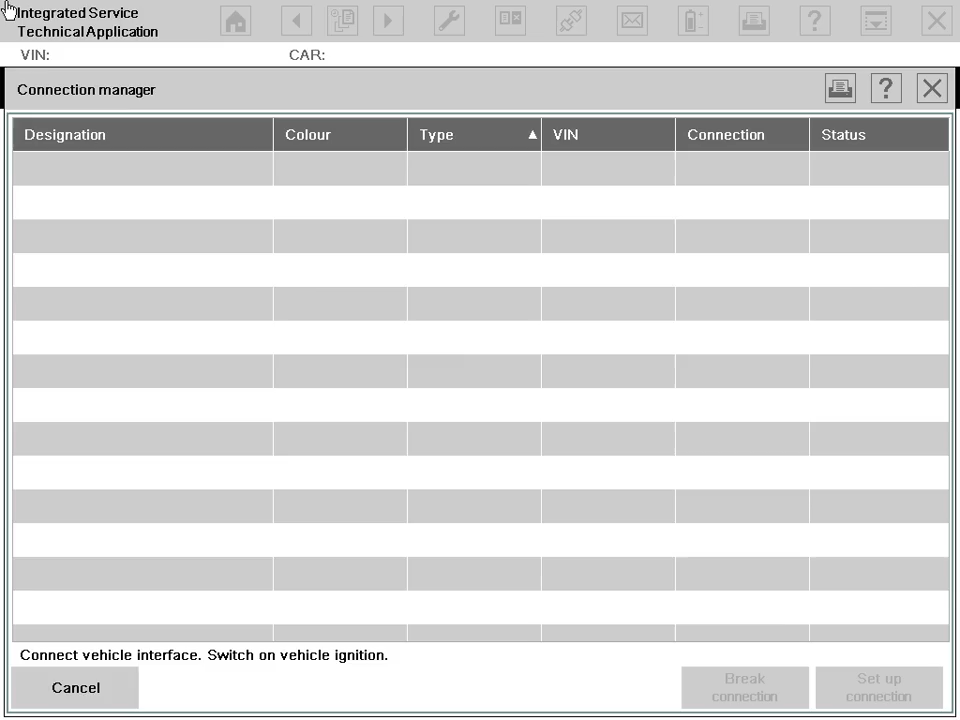 Integrated Service
Technical Application
VIN: CAR:
Connection manager
Designation Colour Type VIN Connection Status
Connect vehicle interface. Switch on vehicle ignition.
Cancel
Break
connection
Set up
connection